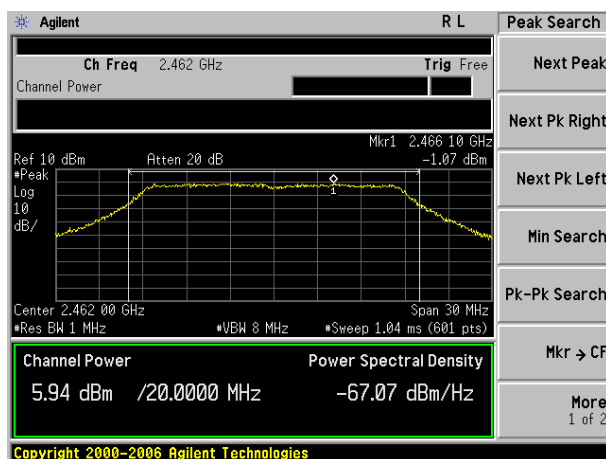 Agilent R L Peak Search
Ch Freq 2.462 GHz Trig Free
Channel Power
Next Peak
Next Pk Right
Mkr1 2.466 10 GHz
Ref 10 dBm Atten 20 dB -1.07 dBm
#Peak
Log
10
dB/
1
Next Pk Left
Min Search
Pk-Pk Search
Center 2.462 00 GHz Span 30 MHz
#Res BW 1 MHz #VBW 8 MHz #Sweep 1.04 ms (601 pts)
Channel Power Power Spectral Density
5.94 dBm /20.0000 MHz -67.07 dBm/Hz
Mkr → CF
More
1 of 2
Copyright 2000-2006 Agilent Technologies